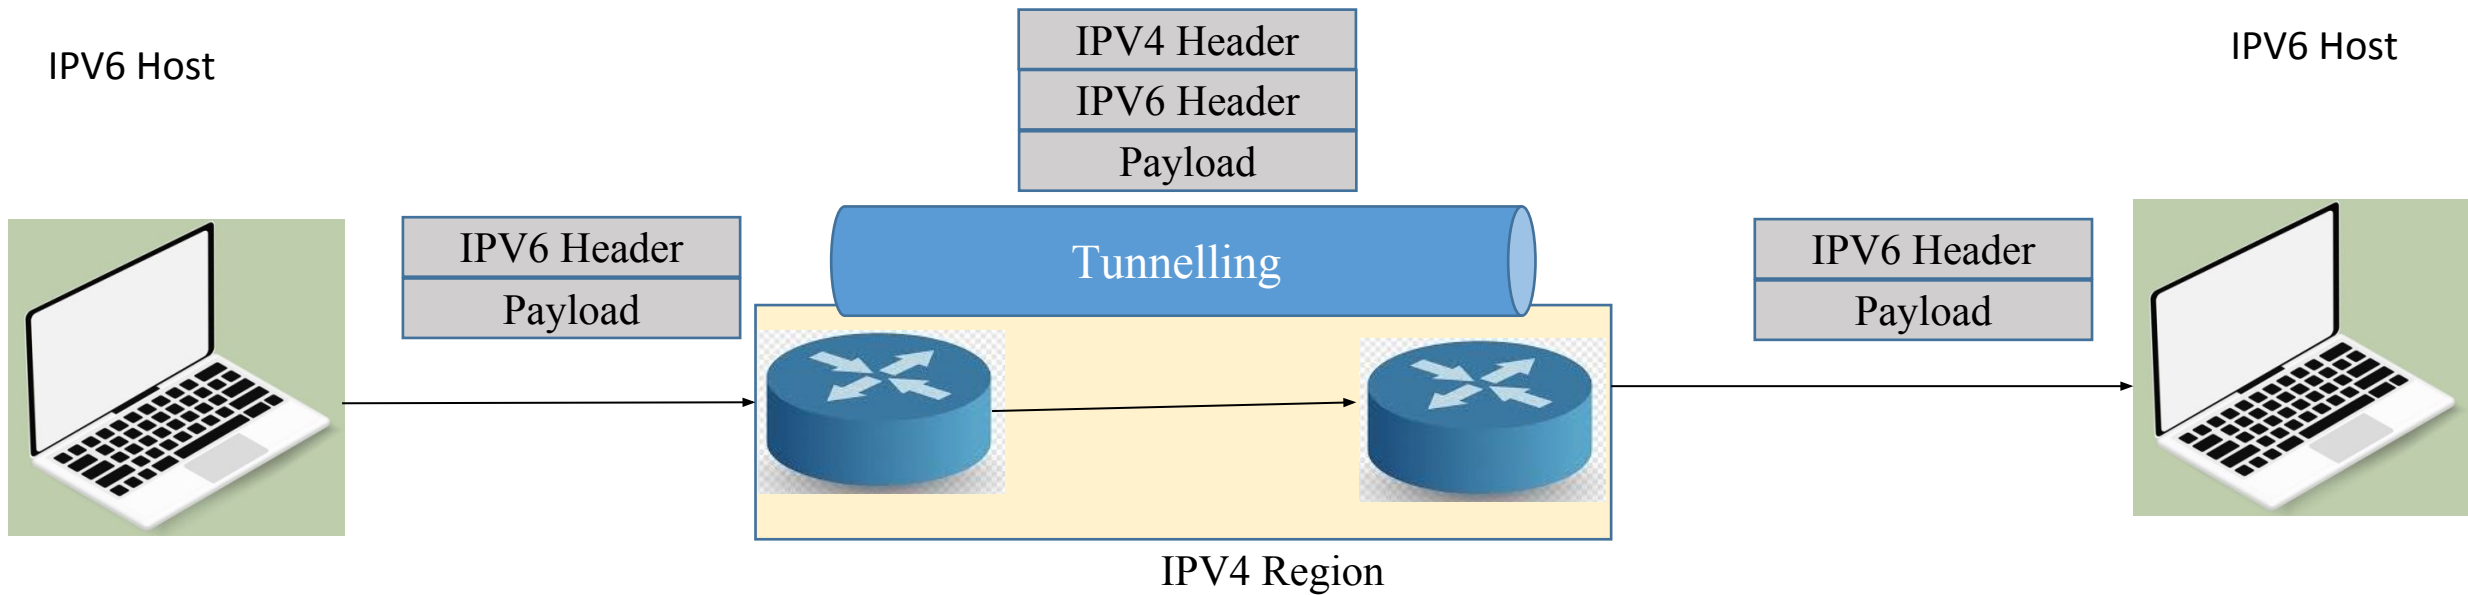 IPV6 Host
IPV4 Header
IPV6 Header
Payload
IPV6 Host
IPV6 Header
Payload
Tunnelling
IPV6 Header
Payload
IPV4 Region